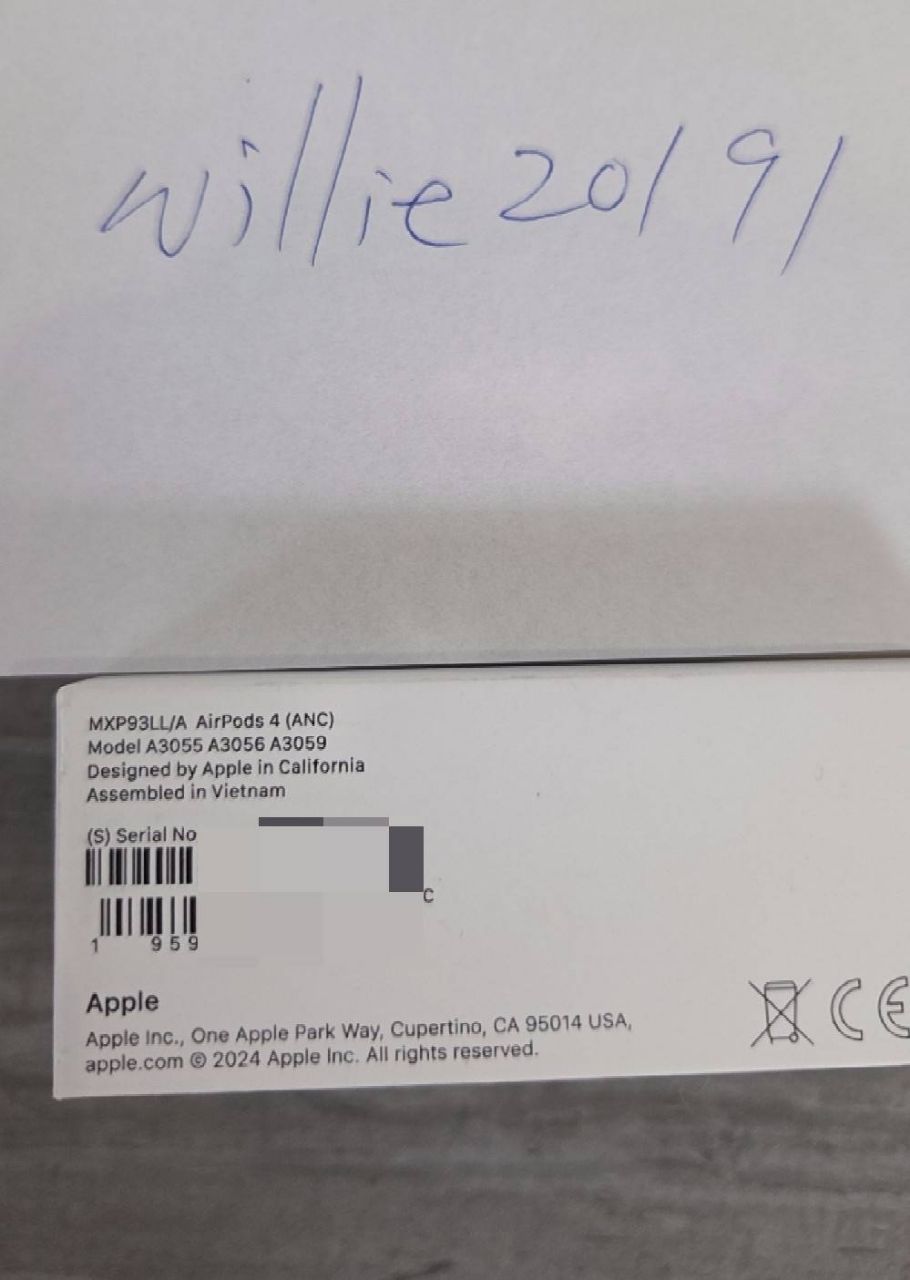 willie20191
MXP93LL/A AirPods 4 (ANC)
Model A3055 A3056 A3059
Designed by Apple in California
Assembled in Vietnam
(S) Serial No
C
1 959
Apple
Apple Inc., One Apple Park Way, Cupertino, CA 95014 USA,
apple.com © 2024 Apple Inc. All rights reserved.
CE